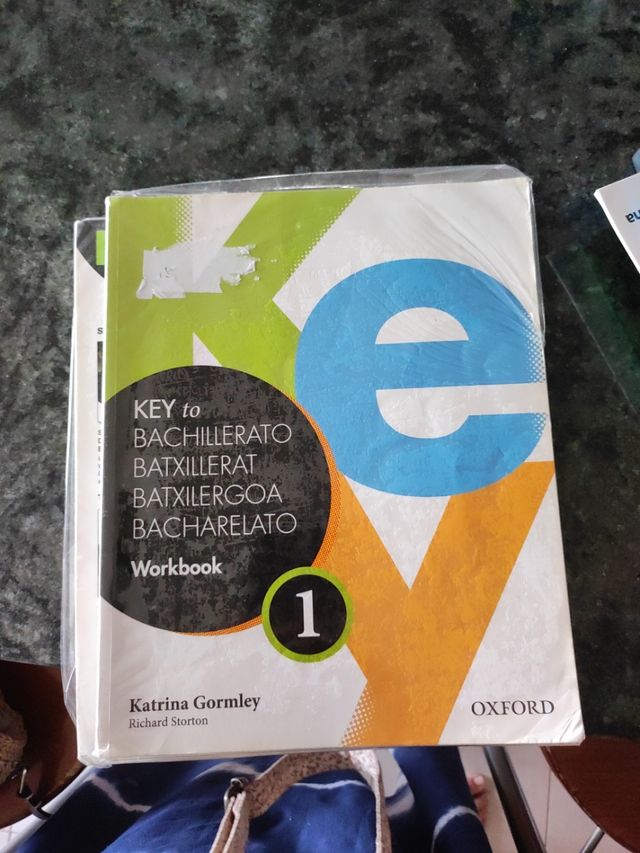 Key
KEY to
BACHILLERATO
BATXILLERAT
BATXILERGOA
BACHARELATO
Workbook
1
Katrina Gormley
Richard Storton
OXFORD